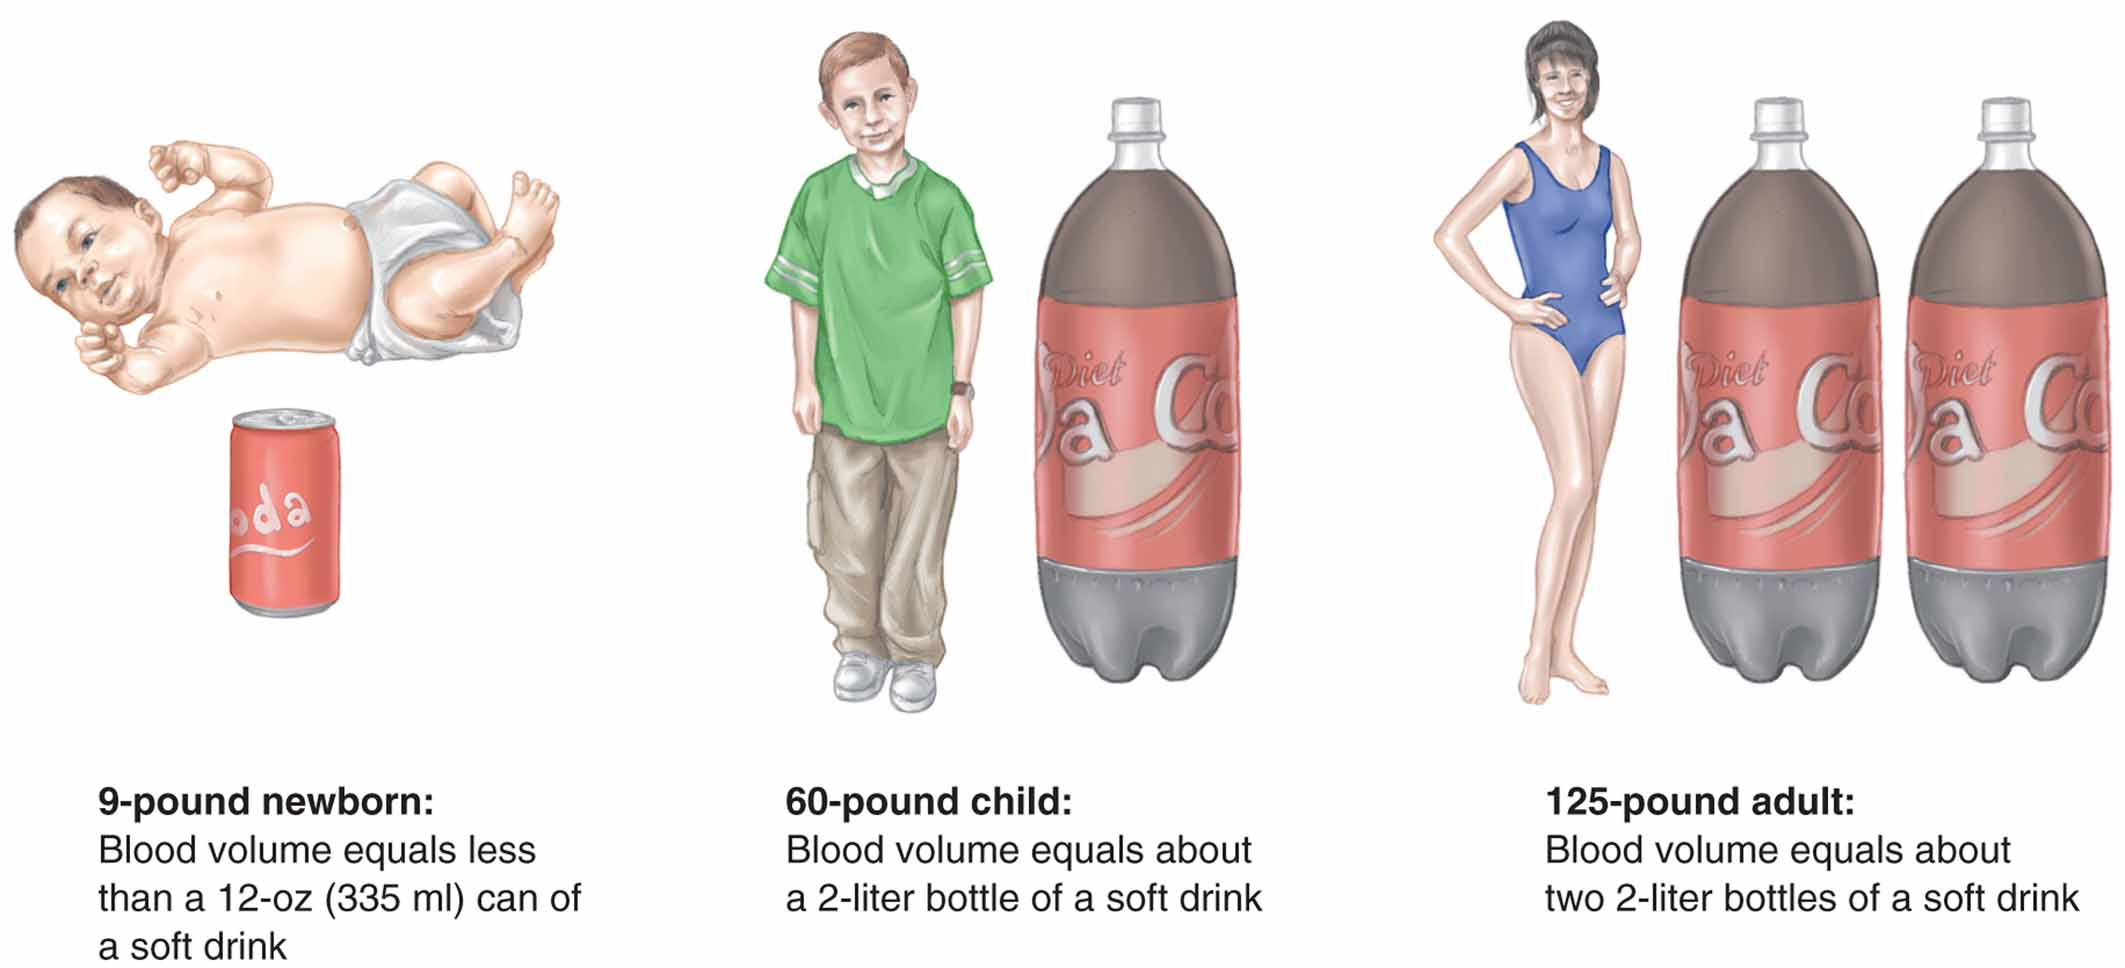 oda
Diet
a Co
Diet
a Co
Diet
a Co
9-pound newborn:
Blood volume equals less
than a 12-oz (335 ml) can of
a soft drink
60-pound child:
Blood volume equals about
a 2-liter bottle of a soft drink
125-pound adult:
Blood volume equals about
two 2-liter bottles of a soft drink